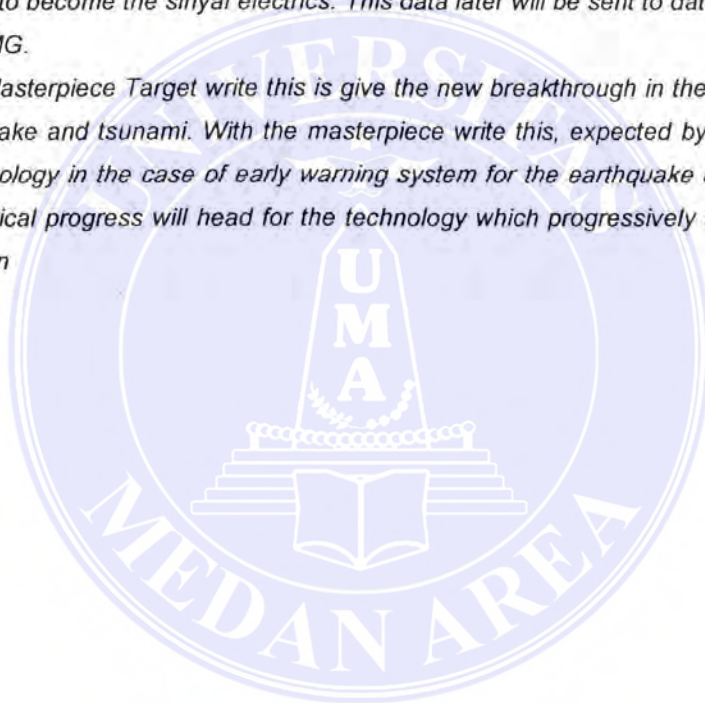 to become the sinyal electrics. This data later will be sent to dat
MG.
Masterpiece Target write this is give the new breakthrough in the
ake and tsunami. With the masterpiece write this, expected by
ology in the case of early warning system for the earthquake
ical progress will head for the technology which progressively
n
UNIVERSITAS
UMA
MEDAN AREA